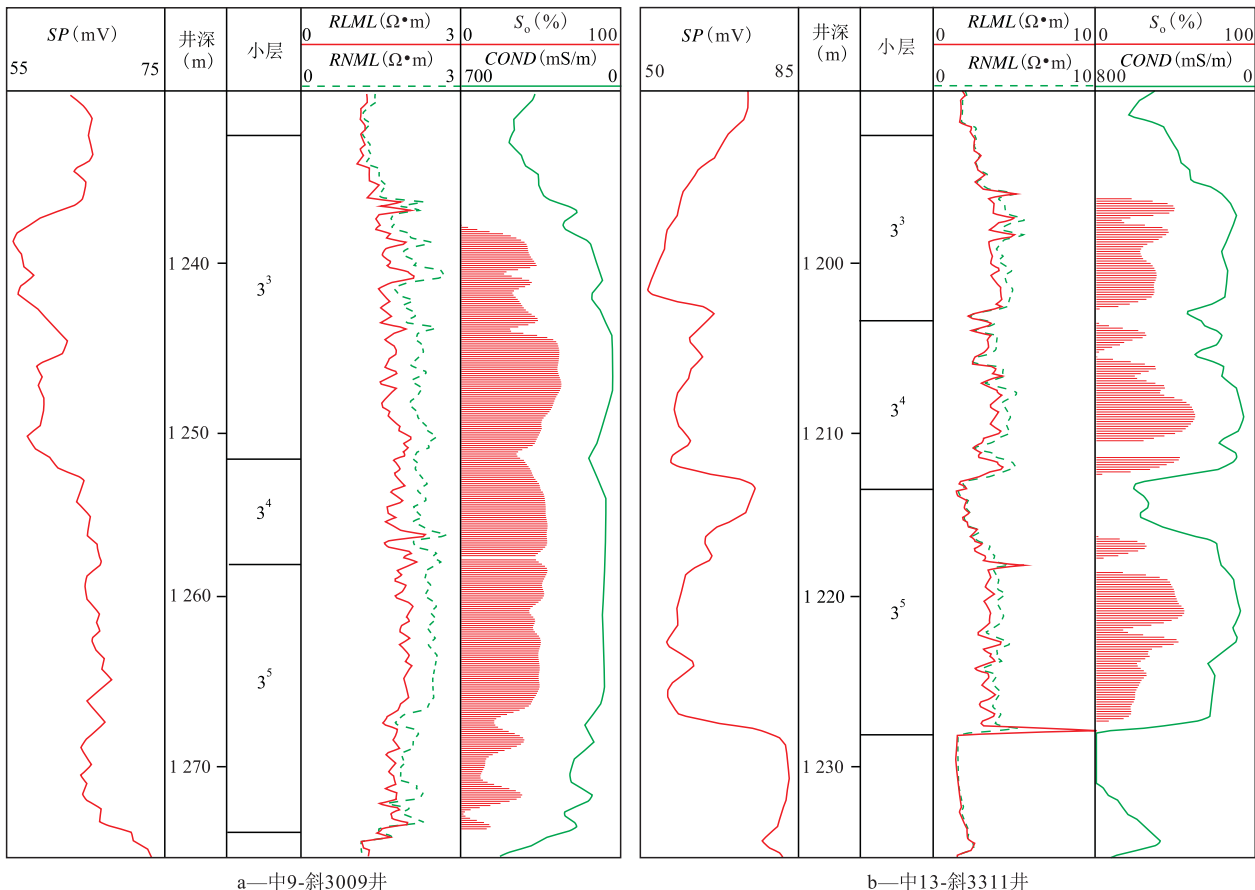 SP(mV)
55 75
井深
(m)
小层
RLML(Ω•m)
0 3
RNML(Ω•m)
0 3
So(%)
0 100
COND(mS/m)
700 0
1 240
1 250
1 260
1 270
3³
3⁴
3⁵
a—中9-斜3009井
SP(mV)
50 85
井深
(m)
小层
RLML(Ω•m)
0 10
RNML(Ω•m)
0 10
So(%)
0 100
COND(mS/m)
800 0
1 200
1 210
1 220
1 230
3³
3⁴
3⁵
b—中13-斜3311井